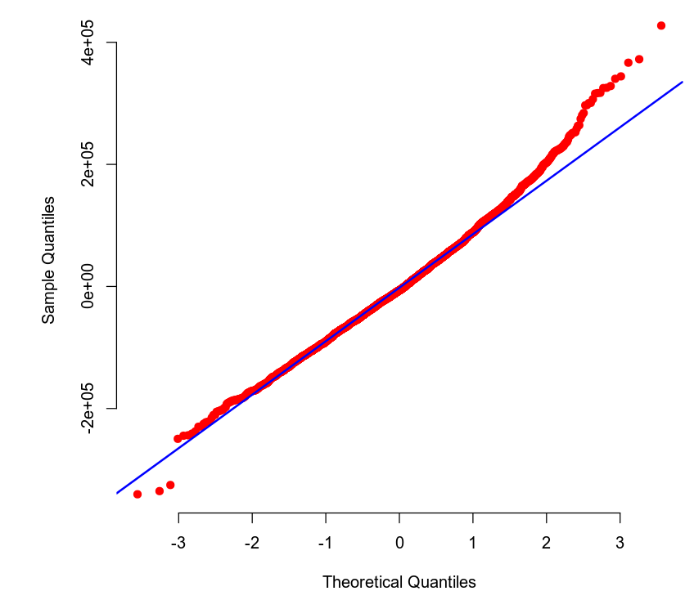 4e+05
2e+05
0e+00
-2e+05
Sample Quantiles
-3 -2 -1 0 1 2 3
Theoretical Quantiles